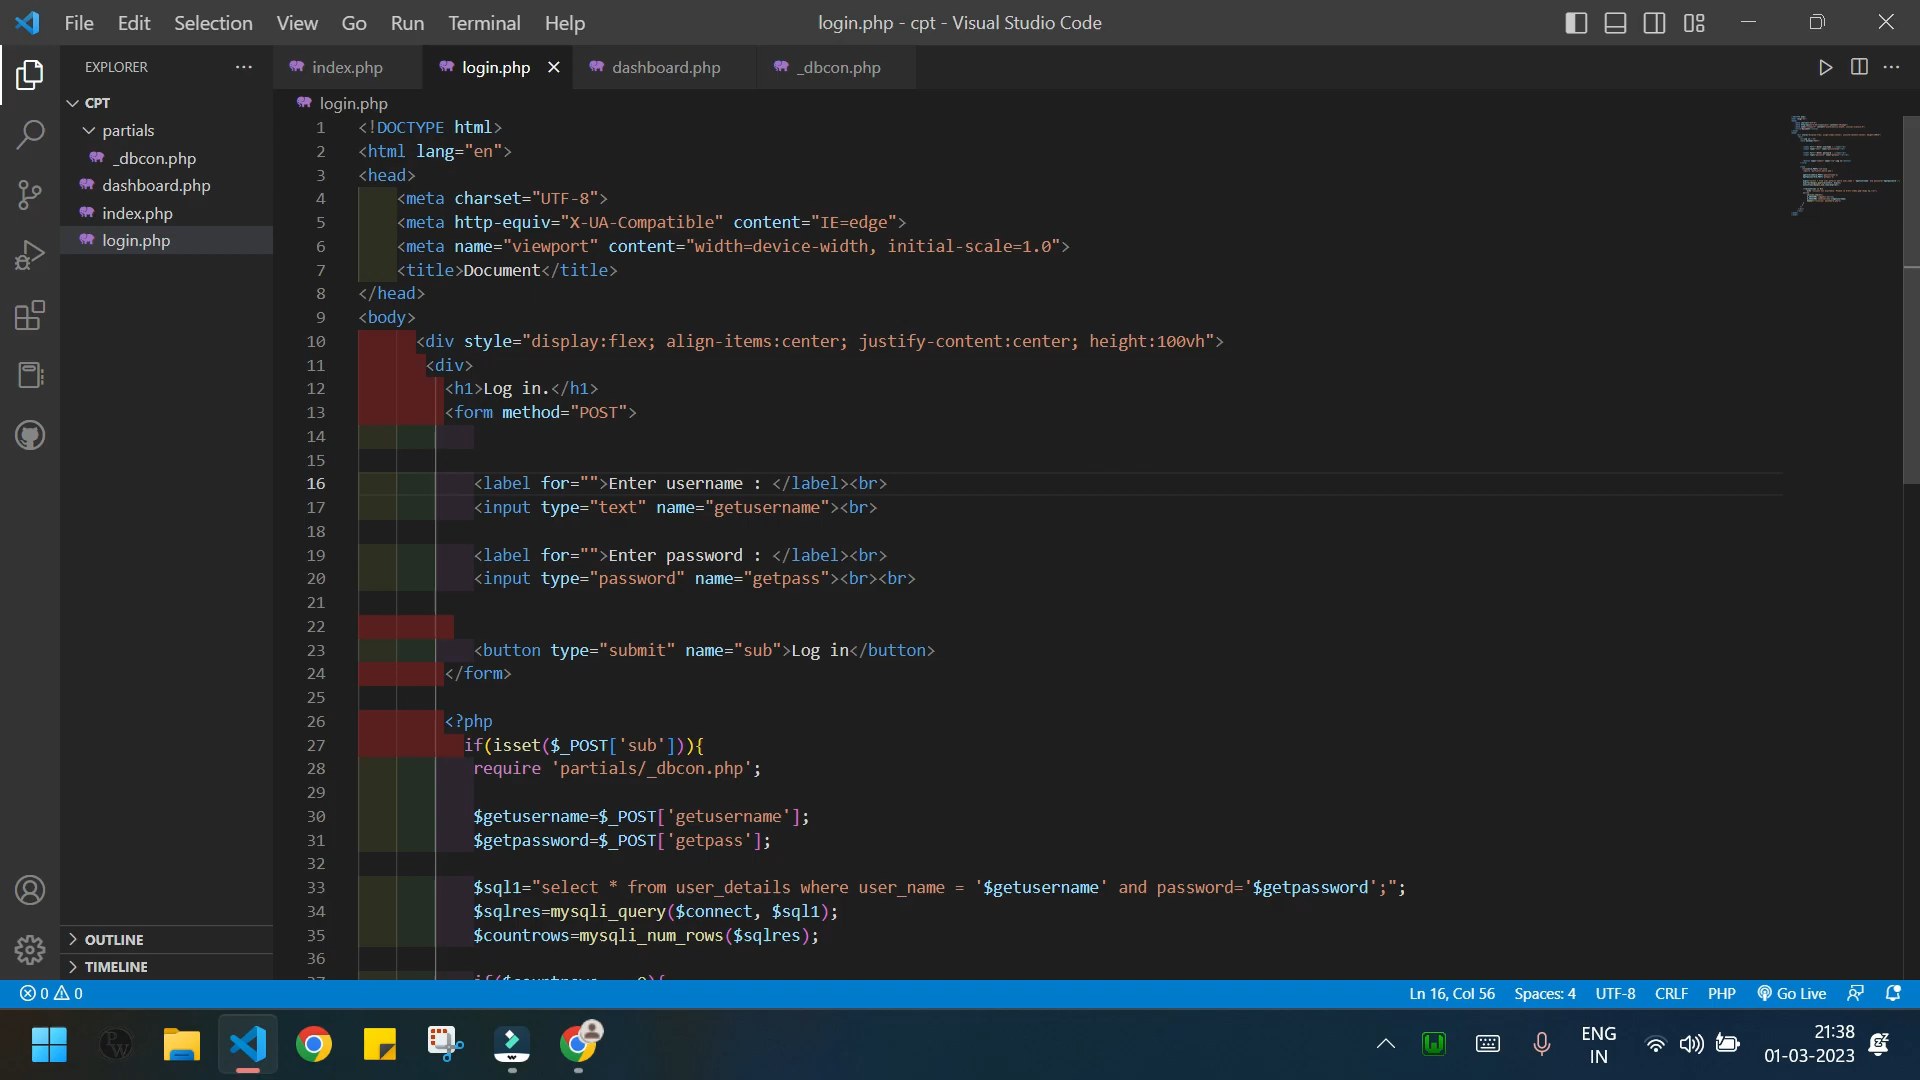 File Edit Selection View Go Run Terminal Help
login.php - cpt - Visual Studio Code
EXPLORER
index.php
login.php
dashboard.php
_dbcon.php
CPT
partials
_dbcon.php
dashboard.php
index.php
login.php
OUTLINE
TIMELINE
login.php
1 <!DOCTYPE html>
2 <html lang="en">
3 <head>
4 <meta charset="UTF-8">
5 <meta http-equiv="X-UA-Compatible" content="IE=edge">
6 <meta name="viewport" content="width=device-width, initial-scale=1.0">
7 <title>Document</title>
8 </head>
9 <body>
10 <div style="display:flex; align-items:center; justify-content:center; height:100vh">
11 <div>
12 <h1>Log in.</h1>
13 <form method="POST">
14
15
16 <label for="">Enter username : </label><br>
17 <input type="text" name="getusername"><br>
18
19 <label for="">Enter password : </label><br>
20 <input type="password" name="getpass"><br><br>
21
22
23 <button type="submit" name="sub">Log in</button>
24 </form>
25
26 <?php
27 if(isset($_POST['sub'])){
28 require 'partials/_dbcon.php';
29
30 $getusername=$_POST['getusername'];
31 $getpassword=$_POST['getpass'];
32
33 $sql1="select * from user_details where user_name = '$getusername' and password='$getpassword';";
34 $sqlres=mysqli_query($connect, $sql1);
35 $countrows=mysqli_num_rows($sqlres);
36
0 0
Ln 16, Col 56 Spaces: 4 UTF-8 CRLF PHP Go Live
ENG
IN
21:38
01-03-2023